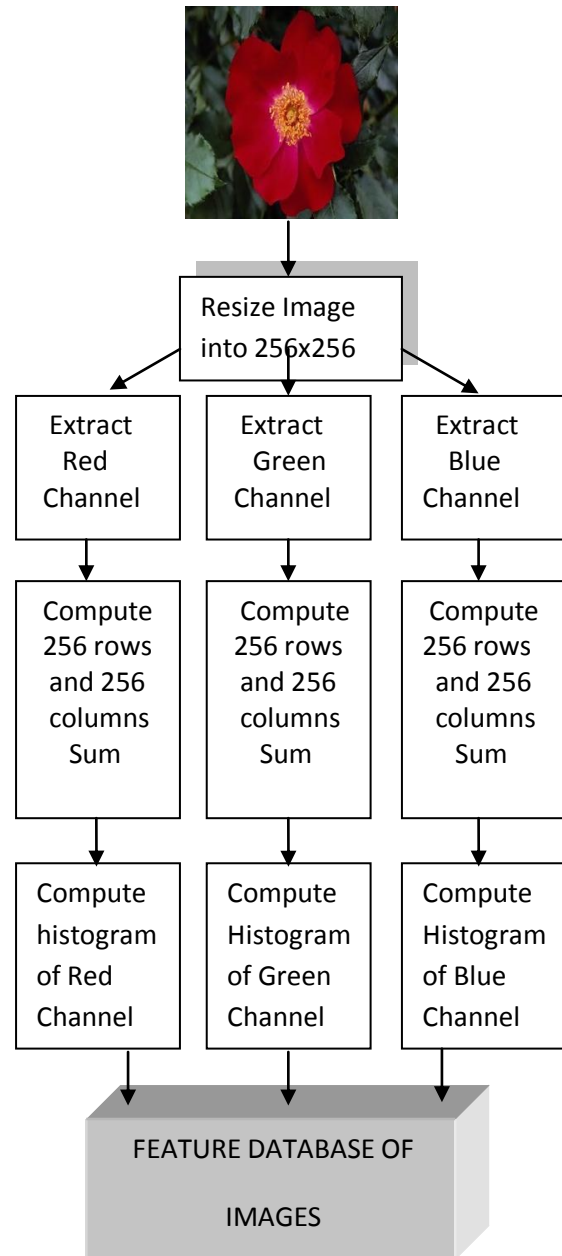 Resize Image
into 256x256
Extract
Red
Channel
Extract
Green
Channel
Extract
Blue
Channel
Compute
256 rows
and 256
columns
Sum
Compute
256 rows
and 256
columns
Sum
Compute
256 rows
and 256
columns
Sum
Compute
histogram
of Red
Channel
Compute
Histogram
of Green
Channel
Compute
Histogram
of Blue
Channel
FEATURE DATABASE OF
IMAGES